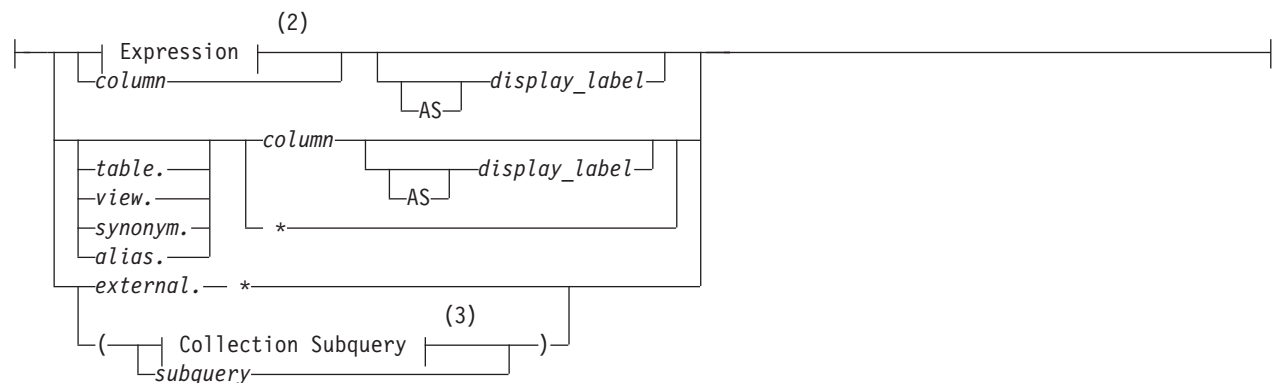 (2)
Expression
column
display_label
AS
column
table.
display_label
view.
AS
synonym.
*
alias.
external. *
(3)
( Collection Subquery )
subquery